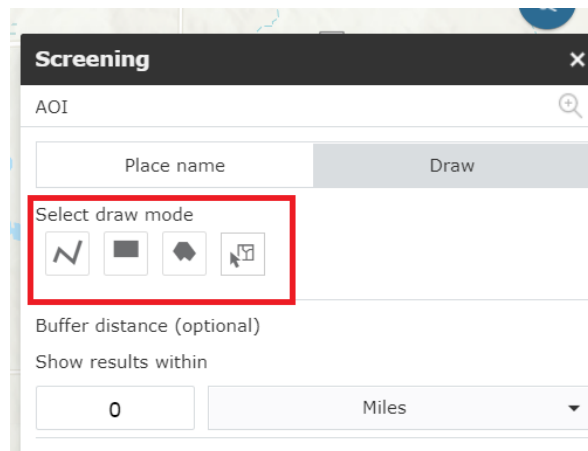 Screening
AOI
Place name Draw
Select draw mode
Buffer distance (optional)
Show results within
0 Miles